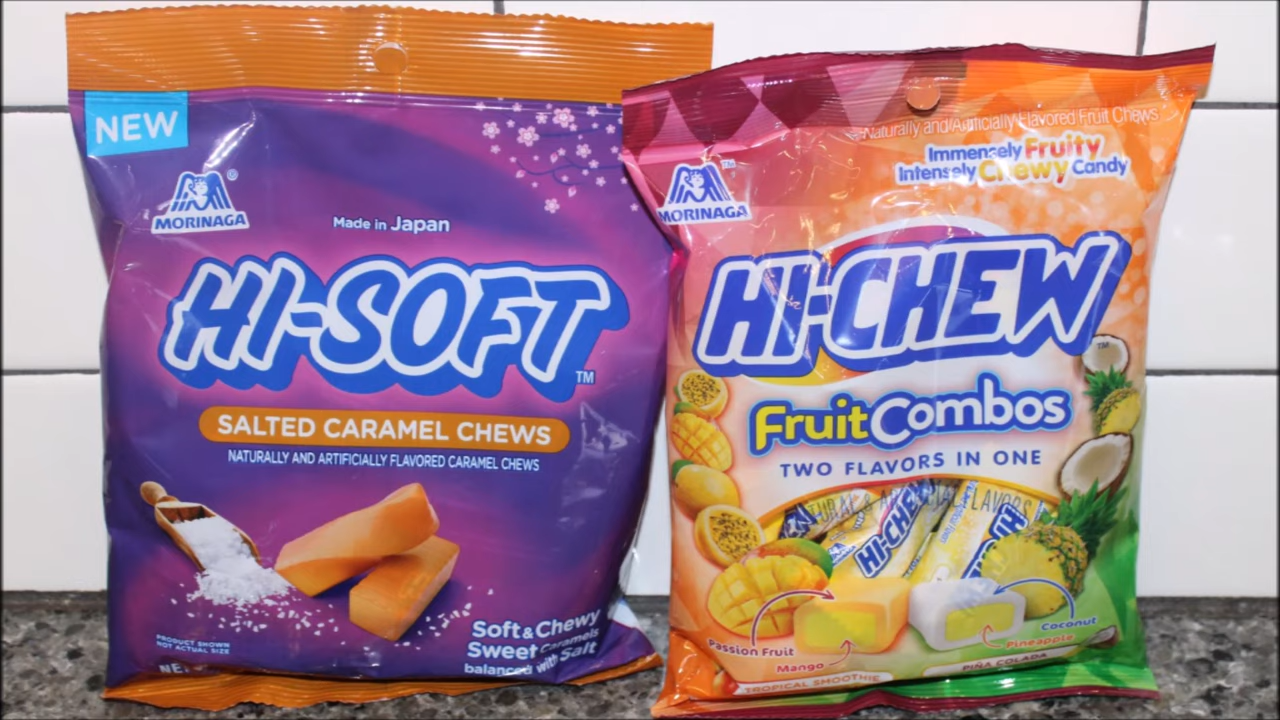 NEW
MORINAGA
®
Made in Japan
HI-SOFT
TM
SALTED CARAMEL CHEWS
NATURALLY AND ARTIFICIALLY FLAVORED CARAMEL CHEWS
Soft & Chewy
Sweet Caramels
balanced with Salt
PRODUCT SHOWN
NOT ACTUAL SIZE
Naturally and Artificially Flavored Fruit Chews
Immensely Fruity
Intensely Chewy Candy
TM
MORINAGA
HI-CHEW
TM
Fruit Combos
TWO FLAVORS IN ONE
HI-CHEW
Passion Fruit
Mango
TROPICAL SMOOTHIE
Coconut
Pineapple
PIÑA COLADA